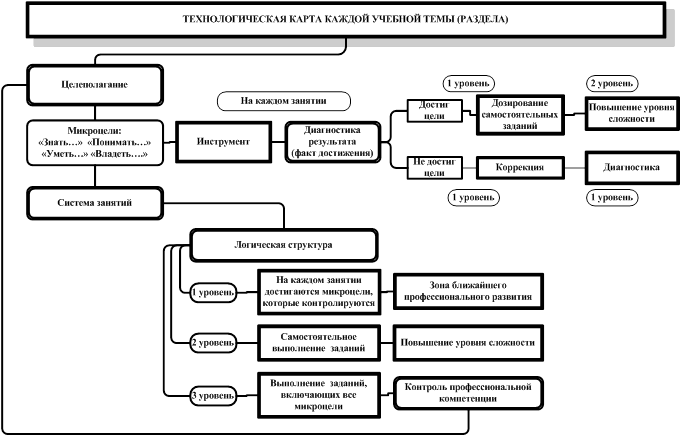 ТЕХНОЛОГИЧЕСКАЯ КАРТА КАЖДОЙ УЧЕБНОЙ ТЕМЫ (РАЗДЕЛА)
Целеполагание
Микроцели:
«Знать…» «Понимать…»
«Уметь…» «Владеть….»
На каждом занятии
Инструмент
Диагностика
результата
(факт достижения)
1 уровень
2 уровень
Достиг
цели
Дозирование
самостоятельных
заданий
Повышение уровня
сложности
Не достиг
цели
Коррекция
Диагностика
1 уровень
1 уровень
Система занятий
Логическая структура
1 уровень
На каждом занятии
достигаются микроцели,
которые контролируются
Зона ближайшего
профессионального развития
2 уровень
Самостоятельное
выполнение заданий
Повышение уровня сложности
3 уровень
Выполнение заданий,
включающих все
микроцели
Контроль профессиональной
компетенции